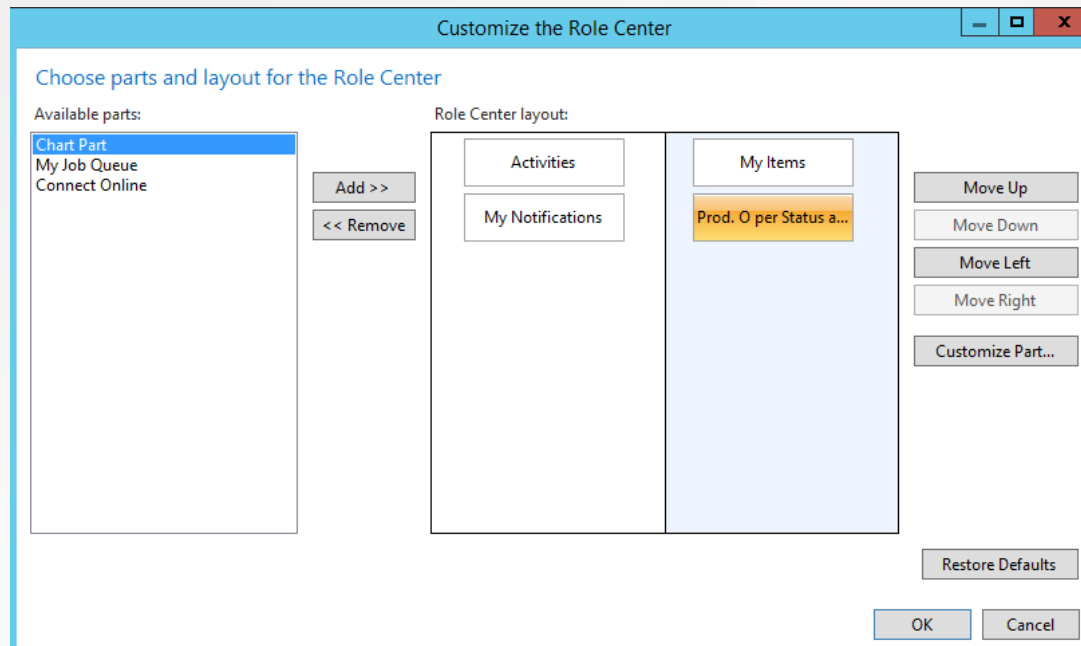 Customize the Role Center
X
Choose parts and layout for the Role Center
Available parts:
Chart Part
My Job Queue
Connect Online
Add >>
<< Remove
Role Center layout:
Activities
My Notifications
My Items
Prod. O per Status a...
Move Up
Move Down
Move Left
Move Right
Customize Part...
Restore Defaults
OK
Cancel